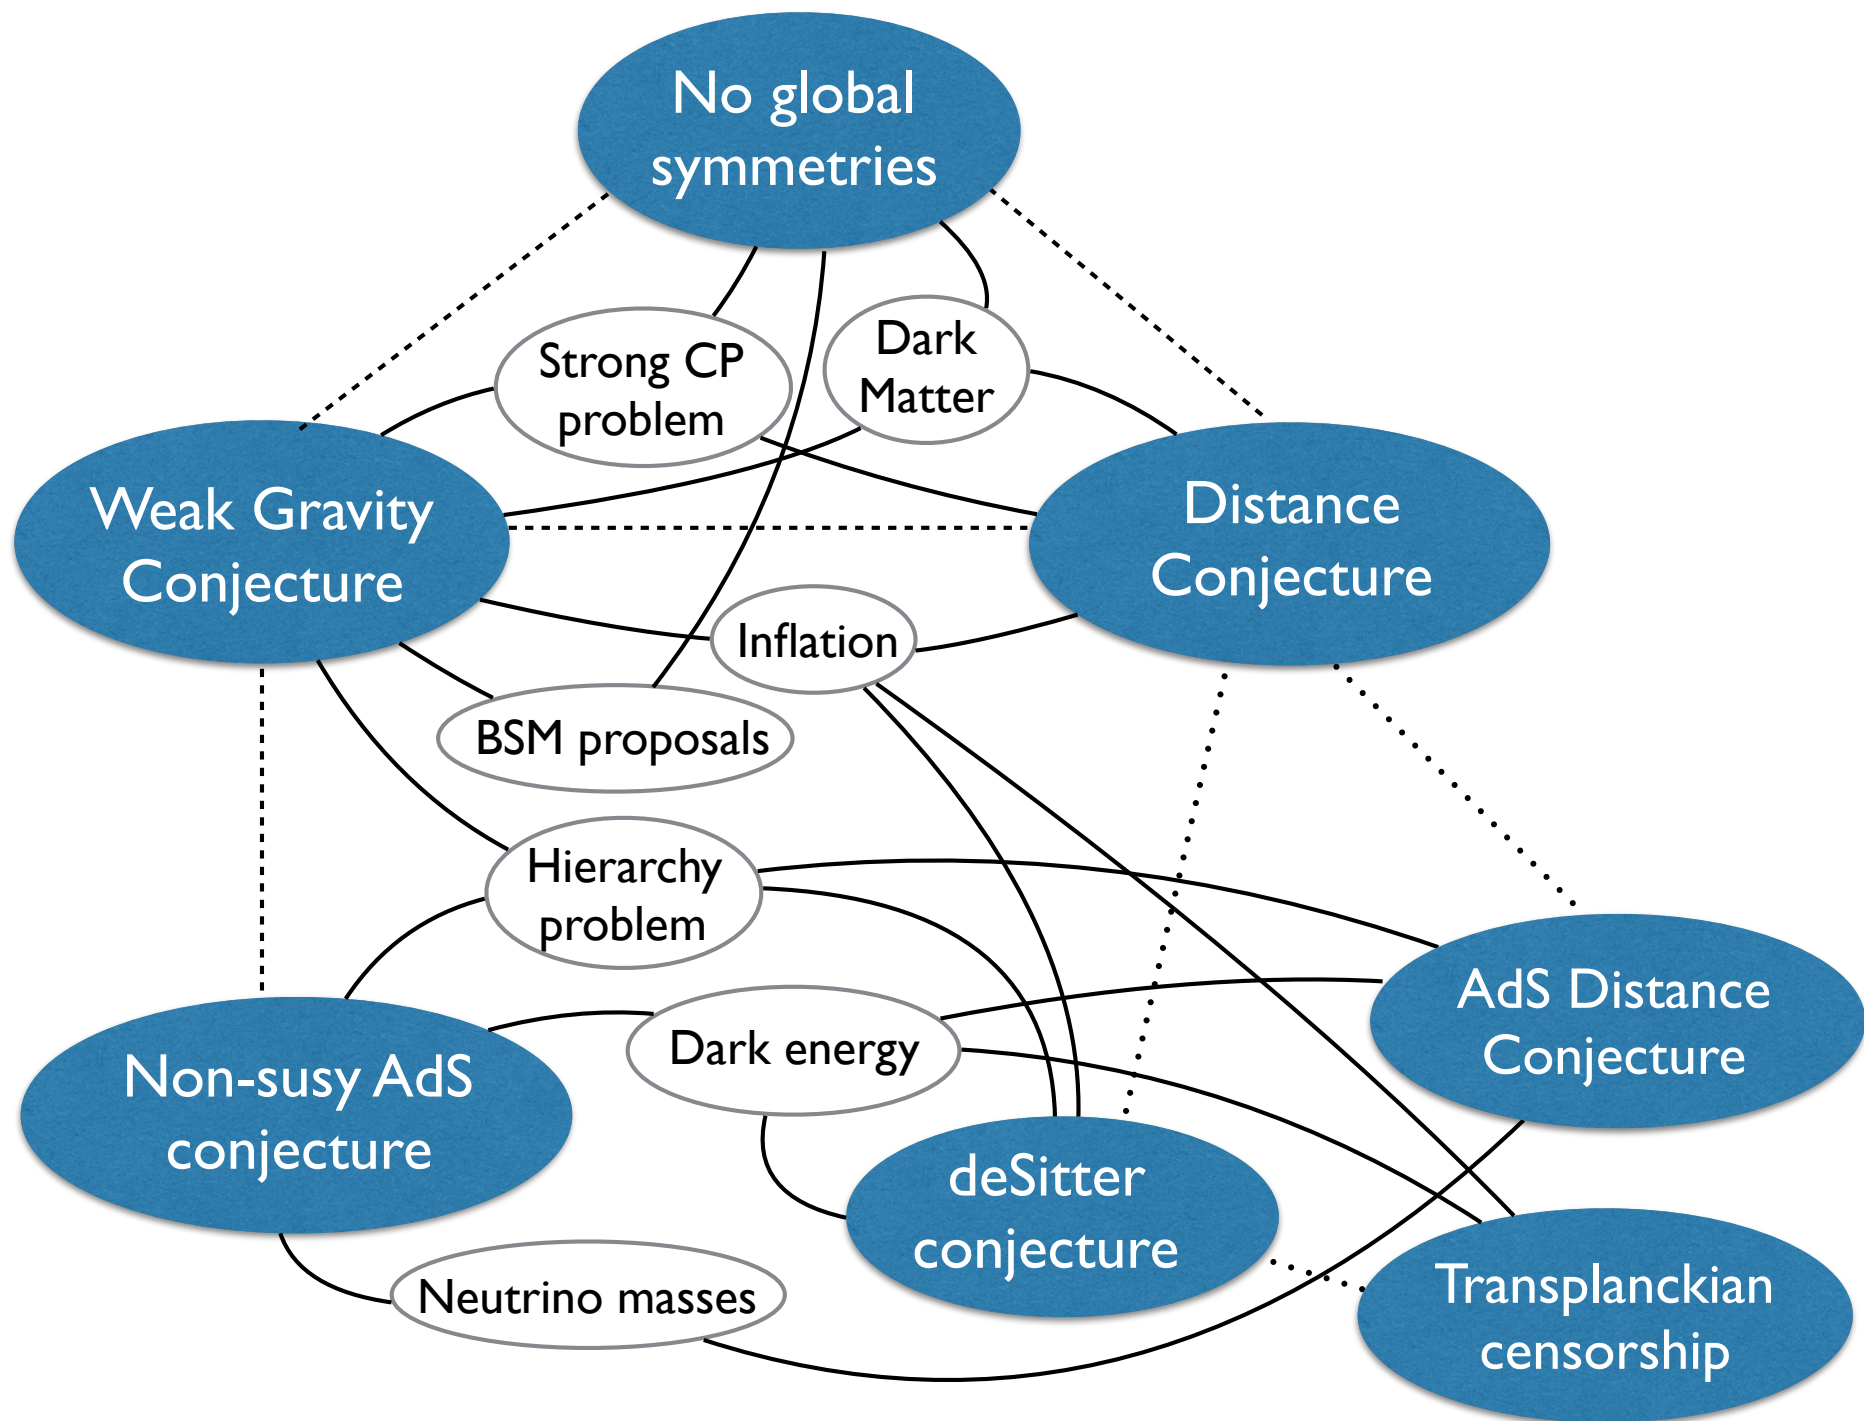 No global
symmetries
Strong CP
problem
Dark
Matter
Weak Gravity
Conjecture
Distance
Conjecture
Inflation
BSM proposals
Hierarchy
problem
Non-susy AdS
conjecture
Dark energy
AdS Distance
Conjecture
deSitter
conjecture
Neutrino masses
Transplanckian
censorship